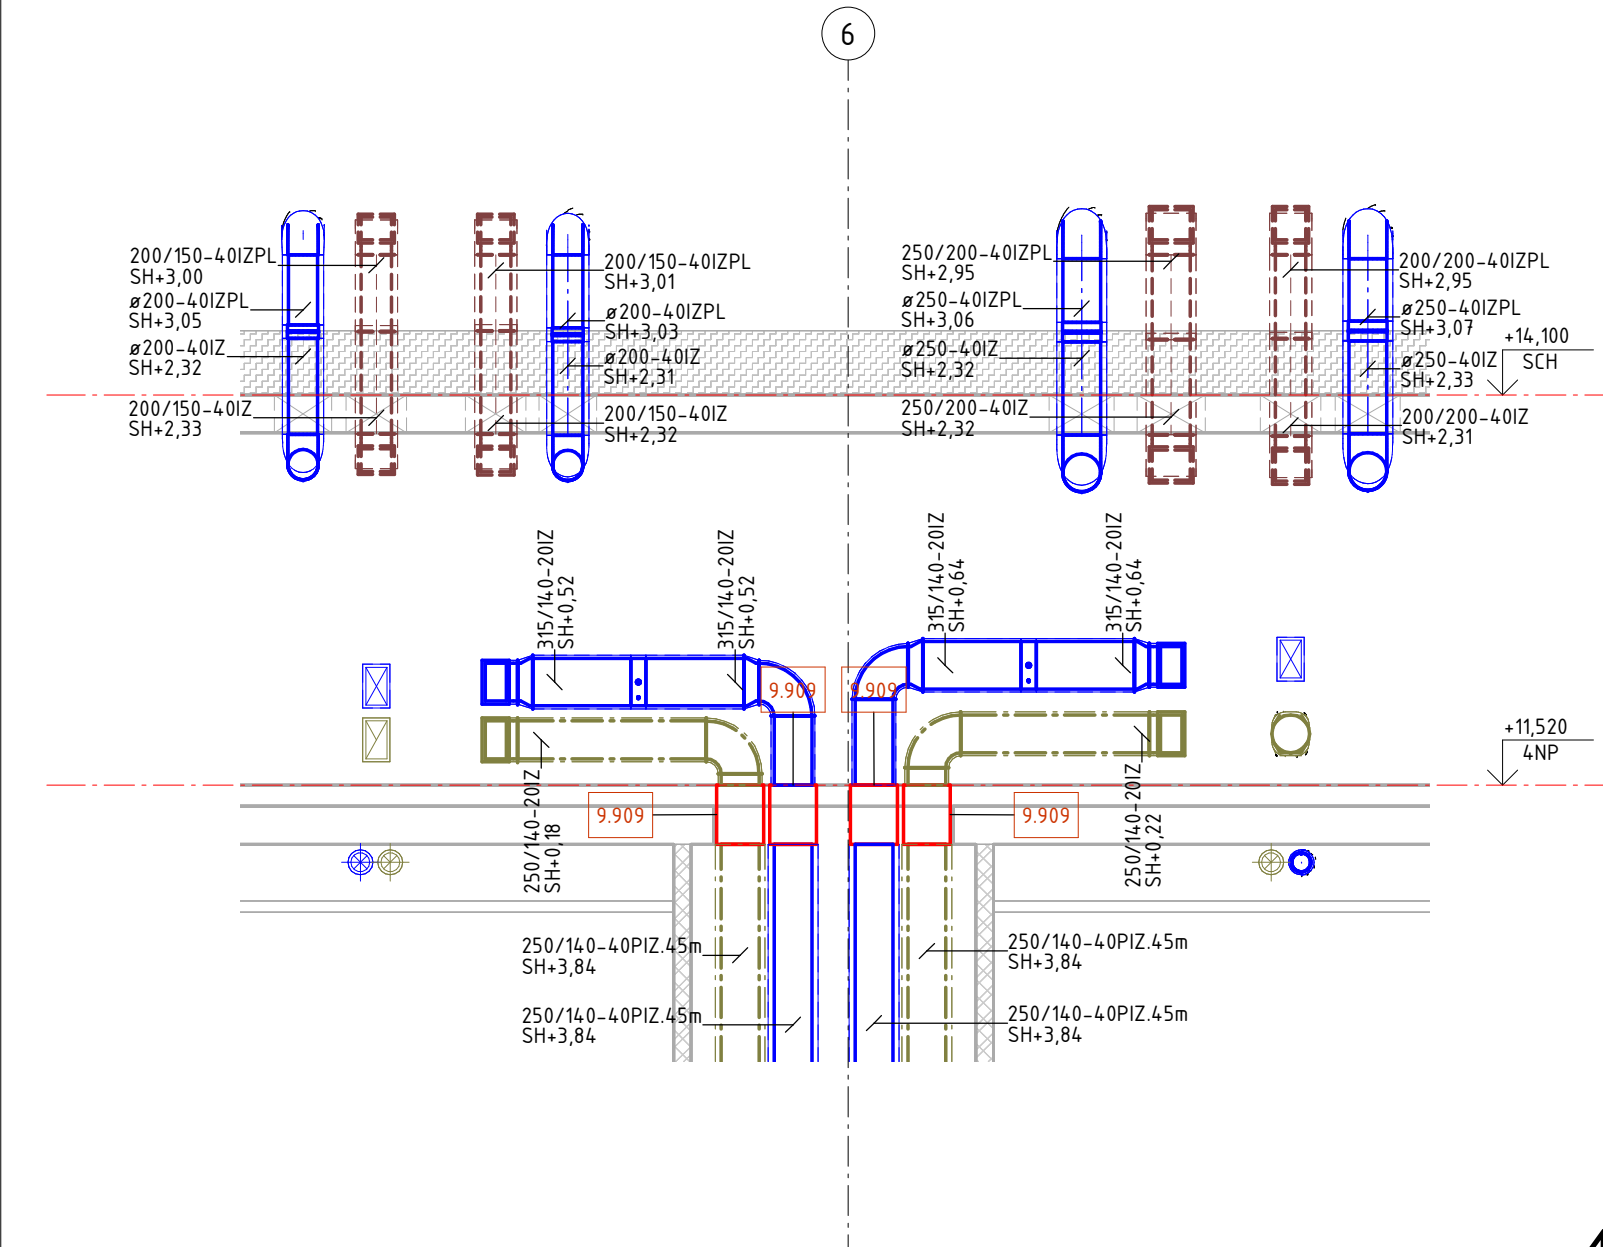 6
200/150-40IZPL
SH+3,00
ø200-40IZPL
SH+3,05
ø200-40IZ
SH+2,32
200/150-40IZ
SH+2,33
200/150-40IZPL
SH+3,01
ø200-40IZPL
SH+3,03
ø200-40IZ
SH+2,31
200/150-40IZ
SH+2,32
250/200-40IZPL
SH+2,95
ø250-40IZPL
SH+3,06
ø250-40IZ
SH+2,32
250/200-40IZ
SH+2,32
200/200-40IZPL
SH+2,95
ø250-40IZPL
SH+3,07
ø250-40IZ
SH+2,33
200/200-40IZ
SH+2,31
+14,100
SCH
315/140-20IZ
SH+0,52
315/140-20IZ
SH+0,52
315/140-20IZ
SH+0,64
315/140-20IZ
SH+0,64
9.909
9.909
+11,520
4NP
250/140-20IZ
SH+0,18
9.909
9.909
250/140-20IZ
SH+0,22
250/140-40PIZ.45m
SH+3,84
250/140-40PIZ.45m
SH+3,84
250/140-40PIZ.45m
SH+3,84
250/140-40PIZ.45m
SH+3,84